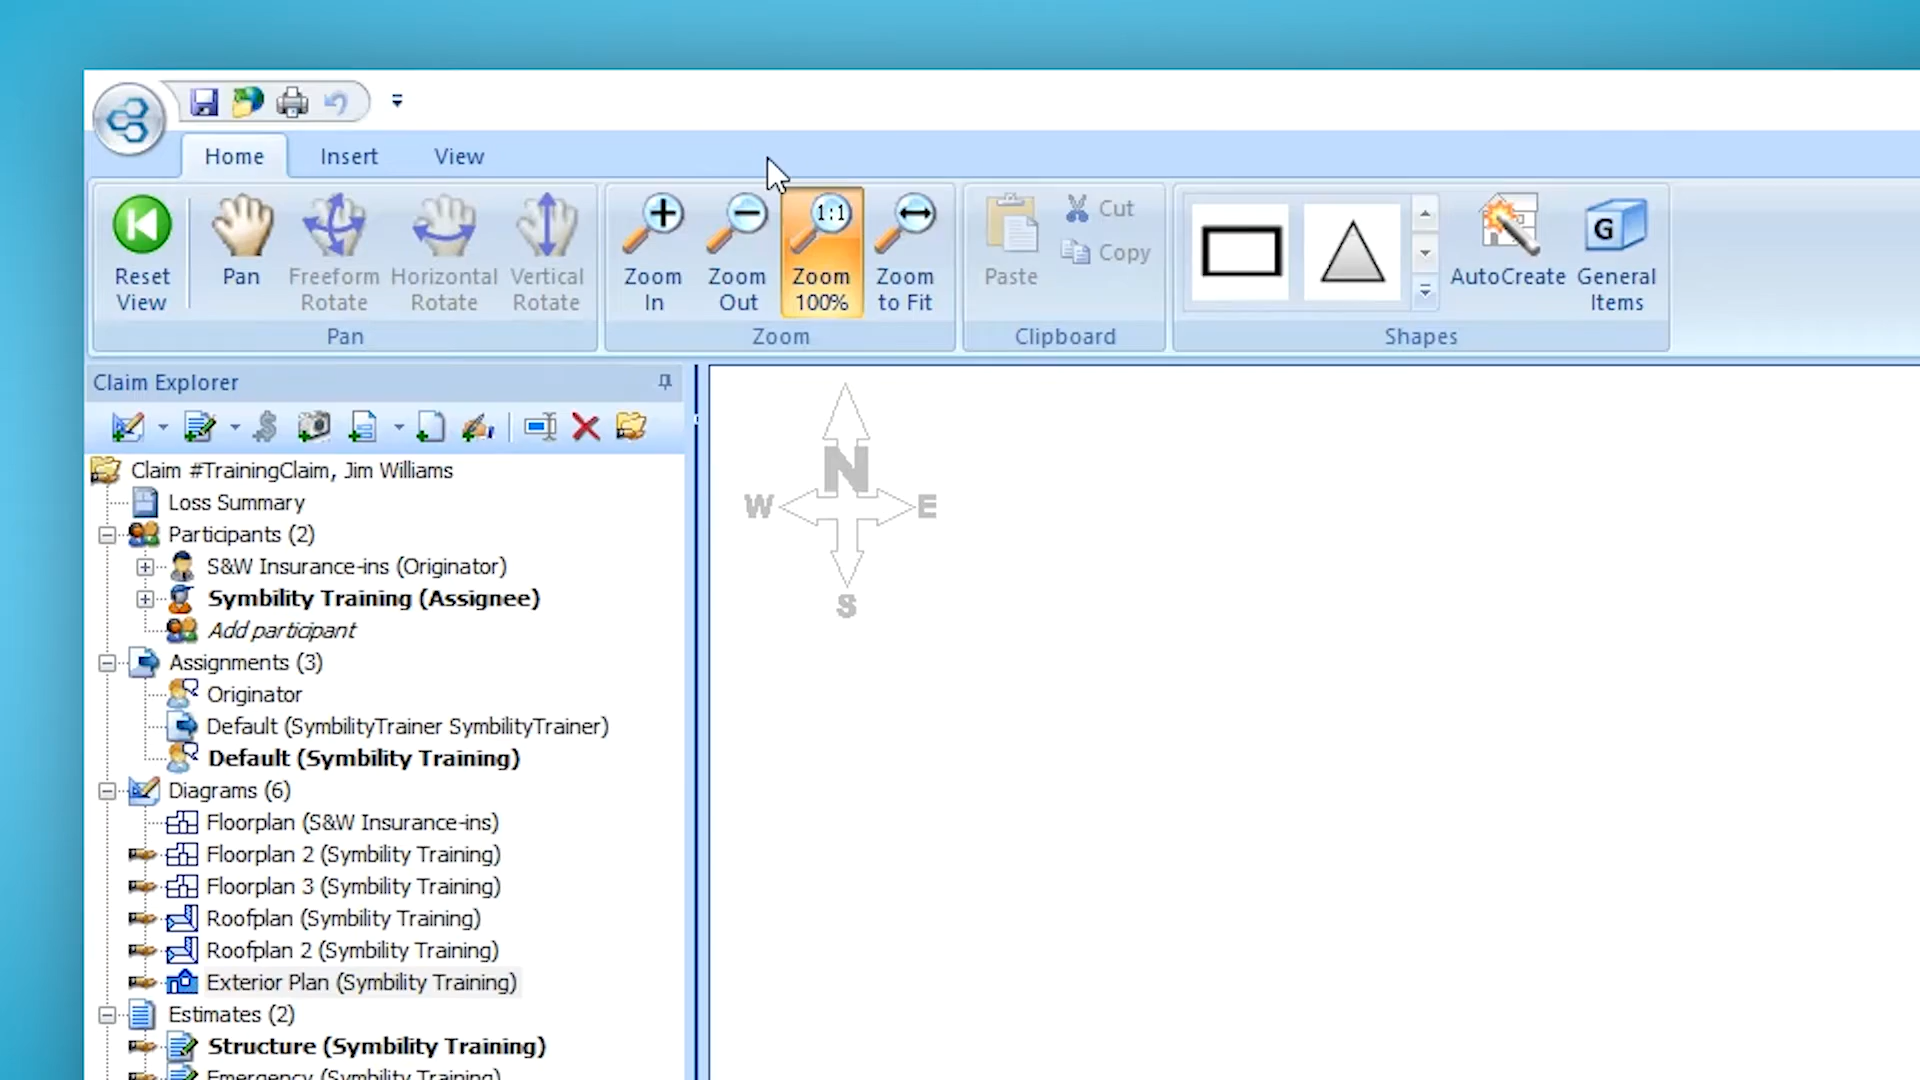 Home Insert View
Reset View
Pan
Freeform Rotate
Horizontal Rotate
Vertical Rotate
Pan
Zoom In
Zoom Out
1:1
Zoom 100%
Zoom to Fit
Zoom
Paste
Cut
Copy
Clipboard
AutoCreate
G
General Items
Shapes
Claim Explorer
Claim #TrainingClaim, Jim Williams
Loss Summary
Participants (2)
S&W Insurance-ins (Originator)
Symbility Training (Assignee)
Add participant
Assignments (3)
Originator
Default (SymbilityTrainer SymbilityTrainer)
Default (Symbility Training)
Diagrams (6)
Floorplan (S&W Insurance-ins)
Floorplan 2 (Symbility Training)
Floorplan 3 (Symbility Training)
Roofplan (Symbility Training)
Roofplan 2 (Symbility Training)
Exterior Plan (Symbility Training)
Estimates (2)
Structure (Symbility Training)
Emergency (Symbility Training)
N
W E
S